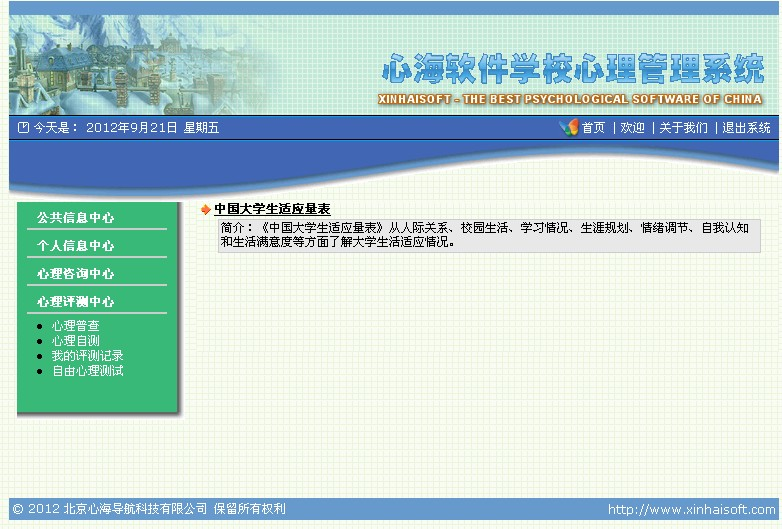 心海软件学校心理管理系统
XINHAISOFT - THE BEST PSYCHOLOGICAL SOFTWARE OF CHINA
今天是： 2012年9月21日 星期五
首页 | 欢迎 | 关于我们 | 退出系统
公共信息中心
个人信息中心
心理咨询中心
心理评测中心
心理普查
心理自测
我的评测记录
自由心理测试
中国大学生适应量表
简介：《中国大学生适应量表》从人际关系、校园生活、学习情况、生涯规划、情绪调节、自我认知
和生活满意度等方面了解大学生活适应情况。
© 2012 北京心海导航科技有限公司 保留所有权利
http://www.xinhaisoft.com